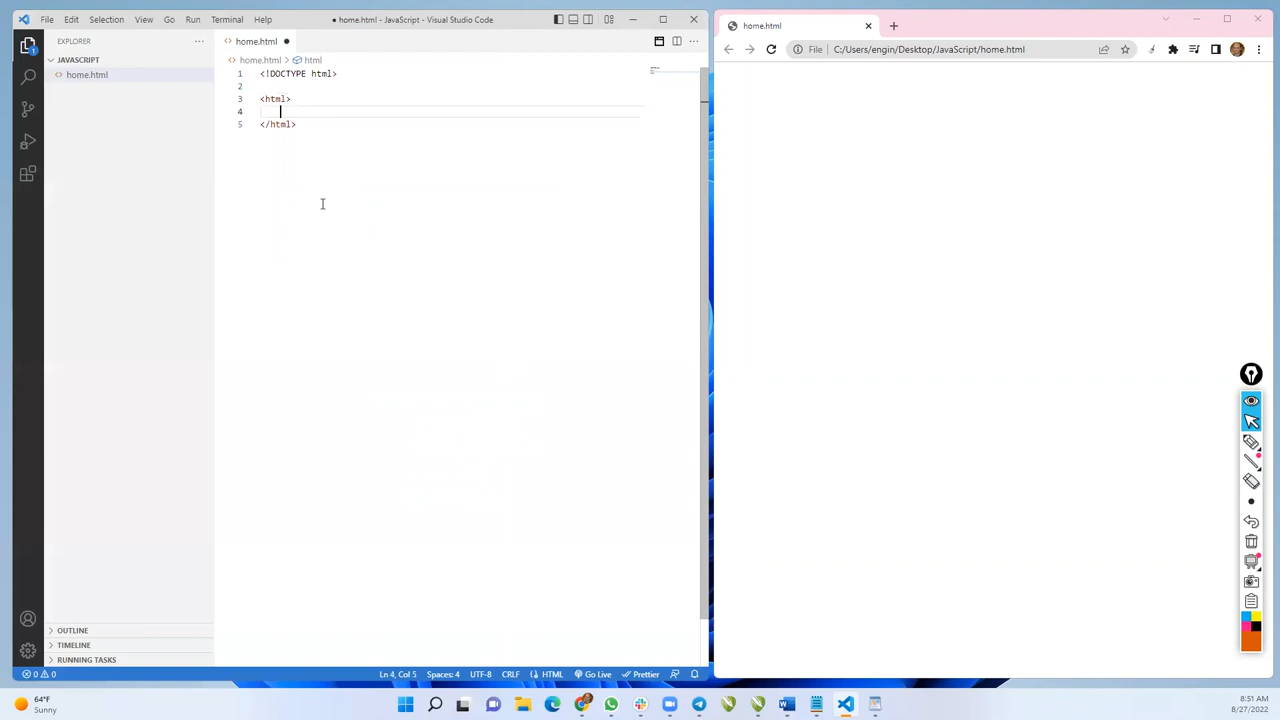 File Edit Selection View Go Run Terminal Help
● home.html - JavaScript - Visual Studio Code
EXPLORER
JAVASCRIPT
home.html
home.html
home.html > html
1 <!DOCTYPE html>
2
3 <html>
4
5 </html>
OUTLINE
TIMELINE
RUNNING TASKS
0 0
Ln 4, Col 5 Spaces: 4 UTF-8 CRLF HTML Go Live Prettier
home.html
File C:/Users/engin/Desktop/JavaScript/home.html
1
64°F
Sunny
8:51 AM
8/27/2022